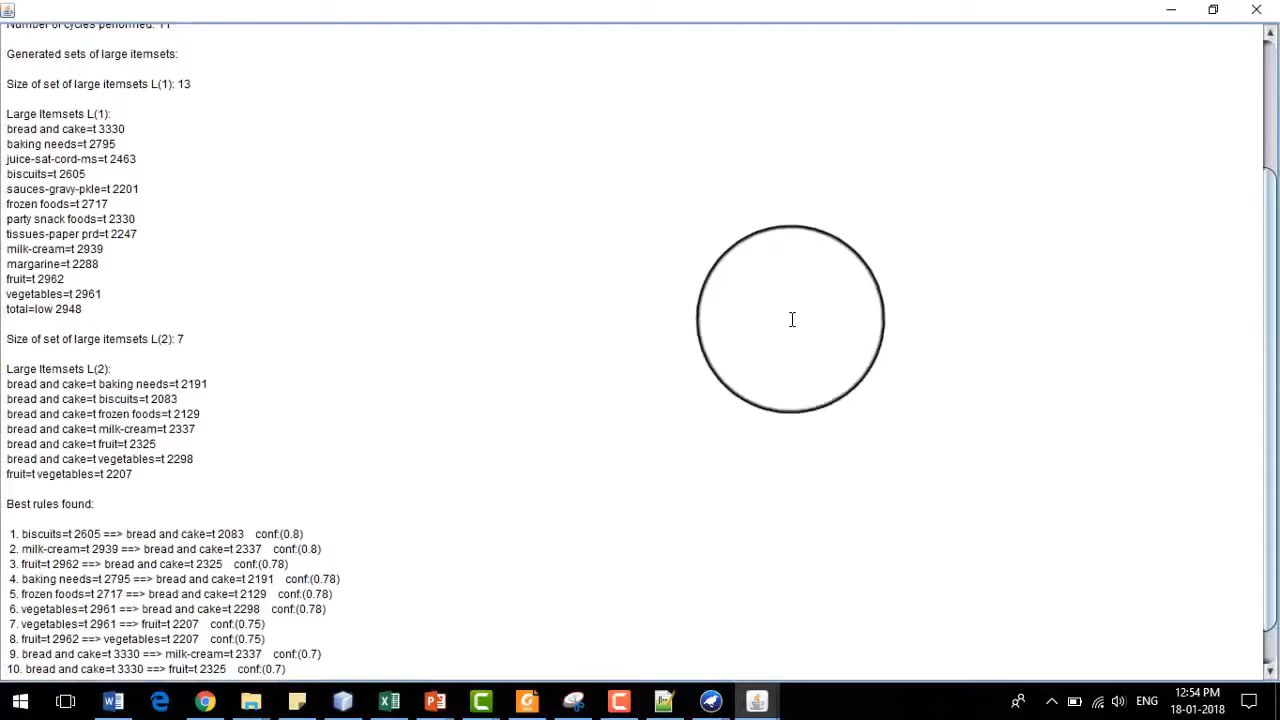 Number of cycles performed: 11
Generated sets of large itemsets:
Size of set of large itemsets L(1): 13
Large Itemsets L(1):
bread and cake=t 3330
baking needs=t 2795
juice-sat-cord-ms=t 2463
biscuits=t 2605
sauces-gravy-pkle=t 2201
frozen foods=t 2717
party snack foods=t 2330
tissues-paper prd=t 2247
milk-cream=t 2939
margarine=t 2288
fruit=t 2962
vegetables=t 2961
total=low 2948
Size of set of large itemsets L(2): 7
Large Itemsets L(2):
bread and cake=t baking needs=t 2191
bread and cake=t biscuits=t 2083
bread and cake=t frozen foods=t 2129
bread and cake=t milk-cream=t 2337
bread and cake=t fruit=t 2325
bread and cake=t vegetables=t 2298
fruit=t vegetables=t 2207
Best rules found:
1. biscuits=t 2605 ==> bread and cake=t 2083 conf:(0.8)
2. milk-cream=t 2939 ==> bread and cake=t 2337 conf:(0.8)
3. fruit=t 2962 ==> bread and cake=t 2325 conf:(0.78)
4. baking needs=t 2795 ==> bread and cake=t 2191 conf:(0.78)
5. frozen foods=t 2717 ==> bread and cake=t 2129 conf:(0.78)
6. vegetables=t 2961 ==> bread and cake=t 2298 conf:(0.78)
7. vegetables=t 2961 ==> fruit=t 2207 conf:(0.75)
8. fruit=t 2962 ==> vegetables=t 2207 conf:(0.75)
9. bread and cake=t 3330 ==> milk-cream=t 2337 conf:(0.7)
10. bread and cake=t 3330 ==> fruit=t 2325 conf:(0.7)
ENG
12:54 PM
18-01-2018